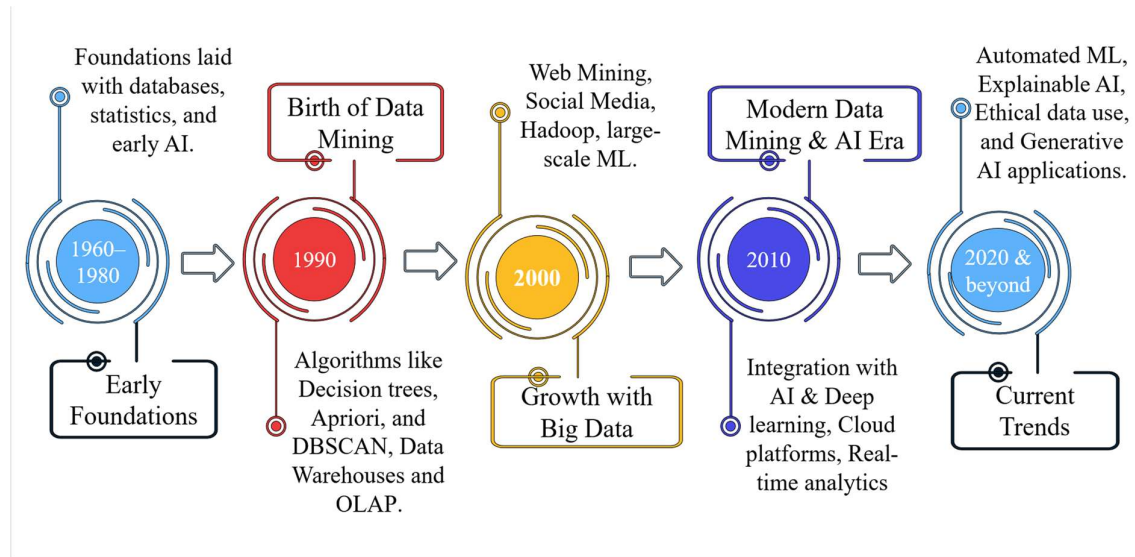 Foundations laid
with databases,
statistics, and
early AI.
1960–
1980
Early
Foundations
Birth of Data
Mining
1990
Algorithms like
Decision trees,
Apriori, and
DBSCAN, Data
Warehouses and
OLAP.
Web Mining,
Social Media,
Hadoop, large-
scale ML.
2000
Growth with
Big Data
Modern Data
Mining & AI Era
2010
Integration with
AI & Deep
learning, Cloud
platforms, Real-
time analytics
Automated ML,
Explainable AI,
Ethical data use,
and Generative
AI applications.
2020 &
beyond
Current
Trends